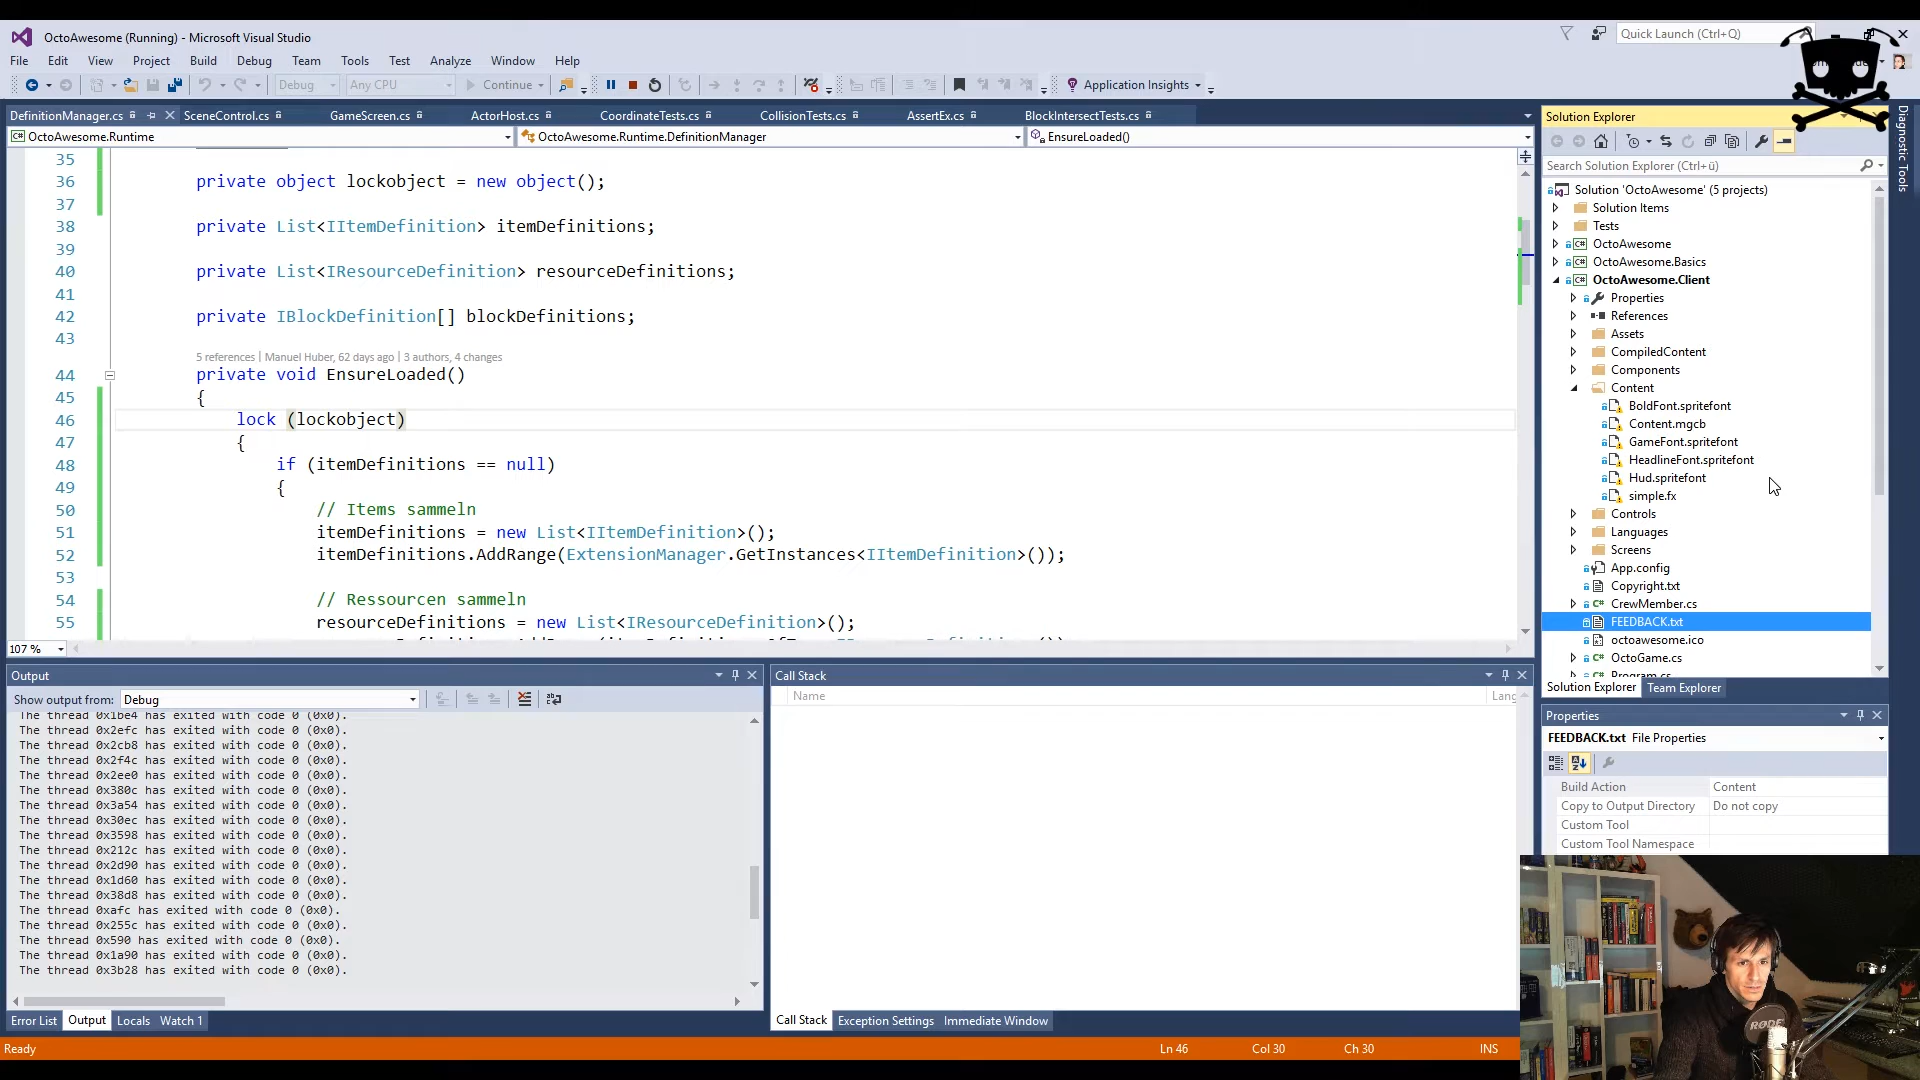 OctoAwesome (Running) - Microsoft Visual Studio
Quick Launch (Ctrl+Q)
File Edit View Project Build Debug Team Tools Test Analyze Window Help
Debug Any CPU Continue Application Insights
DefinitionManager.cs SceneControl.cs GameScreen.cs ActorHost.cs CoordinateTests.cs CollisionTests.cs AssertEx.cs BlockIntersectTests.cs
OctoAwesome.Runtime OctoAwesome.Runtime.DefinitionManager EnsureLoaded()
35
36 private object lockobject = new object();
37
38 private List<IItemDefinition> itemDefinitions;
39
40 private List<IResourceDefinition> resourceDefinitions;
41
42 private IBlockDefinition[] blockDefinitions;
43
5 references | Manuel Huber, 62 days ago | 3 authors, 4 changes
44 private void EnsureLoaded()
45 {
46 lock (lockobject)
47 {
48 if (itemDefinitions == null)
49 {
50 // Items sammeln
51 itemDefinitions = new List<IItemDefinition>();
52 itemDefinitions.AddRange(ExtensionManager.GetInstances<IItemDefinition>());
53
54 // Ressourcen sammeln
55 resourceDefinitions = new List<IResourceDefinition>();
107 %
Output
Show output from: Debug
The thread 0x1be4 has exited with code 0 (0x0).
The thread 0x2efc has exited with code 0 (0x0).
The thread 0x2cb8 has exited with code 0 (0x0).
The thread 0x2f4c has exited with code 0 (0x0).
The thread 0x2ee0 has exited with code 0 (0x0).
The thread 0x380c has exited with code 0 (0x0).
The thread 0x3a54 has exited with code 0 (0x0).
The thread 0x30ec has exited with code 0 (0x0).
The thread 0x3598 has exited with code 0 (0x0).
The thread 0x212c has exited with code 0 (0x0).
The thread 0x2d90 has exited with code 0 (0x0).
The thread 0x1d60 has exited with code 0 (0x0).
The thread 0x38d8 has exited with code 0 (0x0).
The thread 0xafc has exited with code 0 (0x0).
The thread 0x255c has exited with code 0 (0x0).
The thread 0x590 has exited with code 0 (0x0).
The thread 0x1a90 has exited with code 0 (0x0).
The thread 0x3b28 has exited with code 0 (0x0).
Error List Output Locals Watch 1
Call Stack
Name Lang
Call Stack Exception Settings Immediate Window
Solution Explorer
Search Solution Explorer (Ctrl+ü)
Solution 'OctoAwesome' (5 projects)
Solution Items
Tests
OctoAwesome
OctoAwesome.Basics
OctoAwesome.Client
Properties
References
Assets
CompiledContent
Components
Content
BoldFont.spritefont
Content.mgcb
GameFont.spritefont
HeadlineFont.spritefont
Hud.spritefont
simple.fx
Controls
Languages
Screens
App.config
Copyright.txt
CrewMember.cs
FEEDBACK.txt
octoawesome.ico
OctoGame.cs
Program.cs
Solution Explorer Team Explorer
Properties
FEEDBACK.txt File Properties
Build Action Content
Copy to Output Directory Do not copy
Custom Tool
Custom Tool Namespace
Diagnostic Tools
RØDE
Ready Ln 46 Col 30 Ch 30 INS